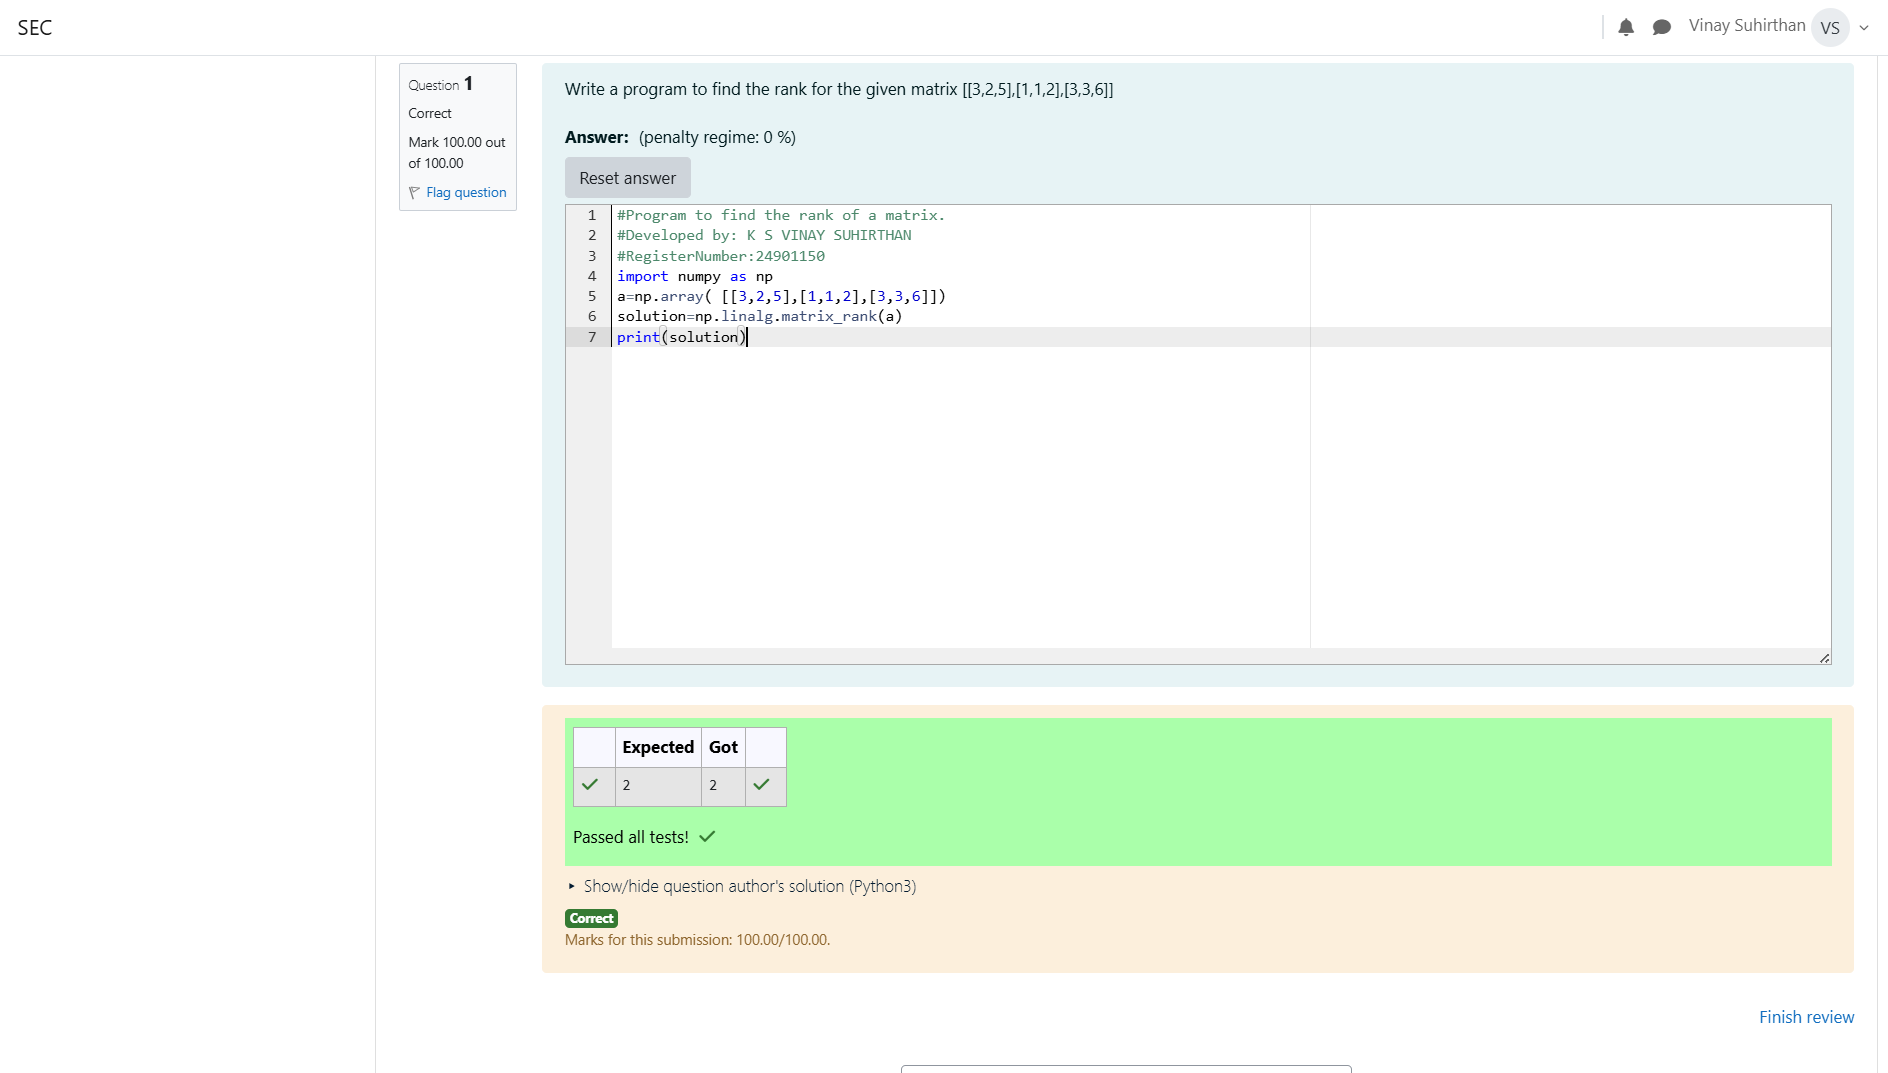 SEC
Vinay Suhirthan VS
Question 1
Correct
Mark 100.00 out
of 100.00
Flag question
Write a program to find the rank for the given matrix [[3,2,5],[1,1,2],[3,3,6]]
Answer: (penalty regime: 0 %)
Reset answer
1 #Program to find the rank of a matrix.
2 #Developed by: K S VINAY SUHIRTHAN
3 #RegisterNumber:24901150
4 import numpy as np
5 a=np.array( [[3,2,5],[1,1,2],[3,3,6]])
6 solution=np.linalg.matrix_rank(a)
7 print(solution)
Expected Got
2 2
Passed all tests!
Show/hide question author's solution (Python3)
Correct
Marks for this submission: 100.00/100.00.
Finish review